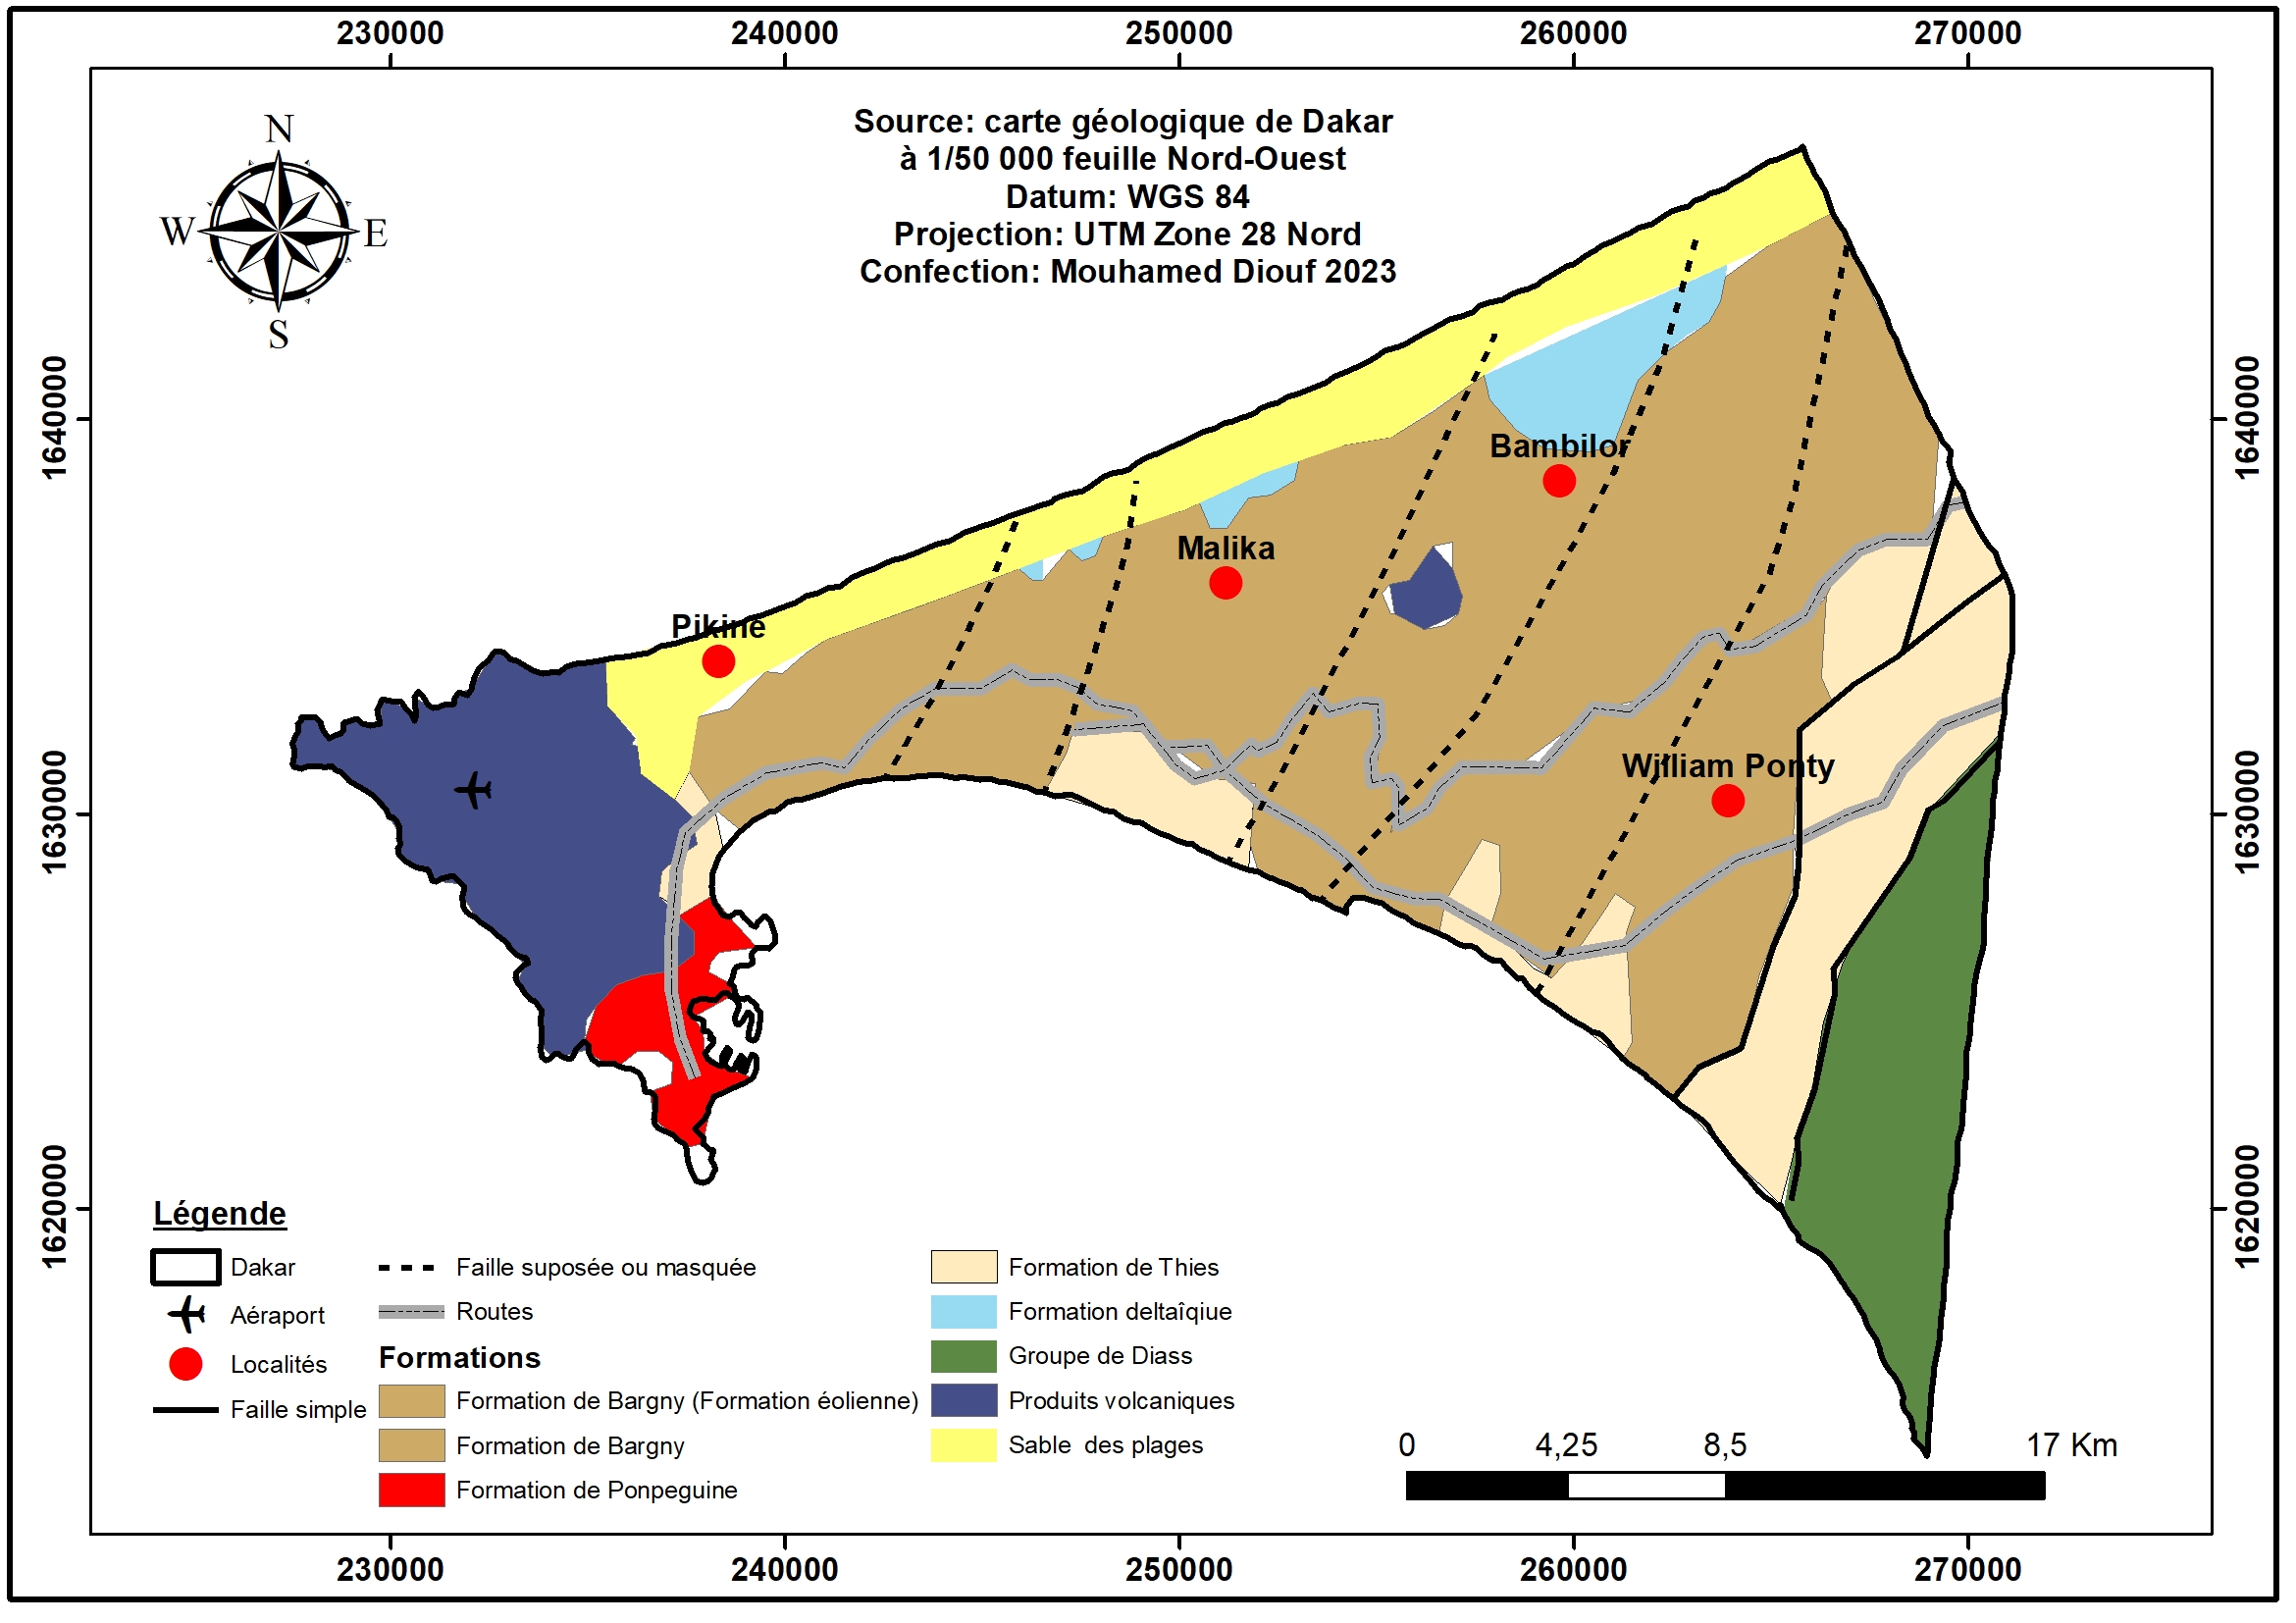 230000 240000 250000 260000 270000
N
W E
S
Source: carte géologique de Dakar
à 1/50 000 feuille Nord-Ouest
Datum: WGS 84
Projection: UTM Zone 28 Nord
Confection: Mouhamed Diouf 2023
1640000 1640000
Bambilor
Malika
Pikine
William Ponty
1630000 1630000
1620000 1620000
Légende
Dakar
Aéraport
Localités
Faille simple
Faille suposée ou masquée
Routes
Formations
Formation de Bargny (Formation éolienne)
Formation de Bargny
Formation de Ponpeguine
Formation de Thies
Formation deltaîqiue
Groupe de Diass
Produits volcaniques
Sable des plages
0 4,25 8,5 17 Km
230000 240000 250000 260000 270000